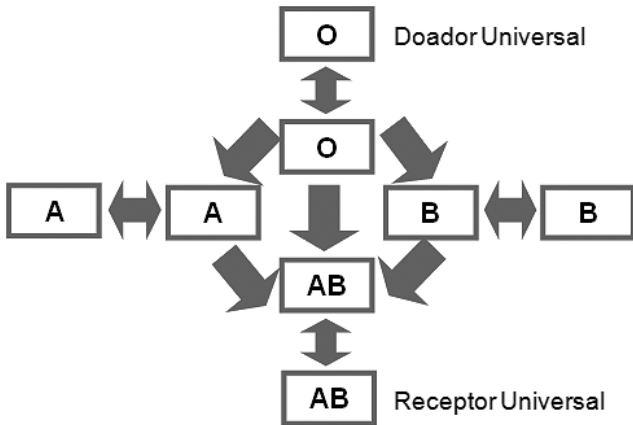 O Doador Universal
O
A A B B
AB
AB Receptor Universal